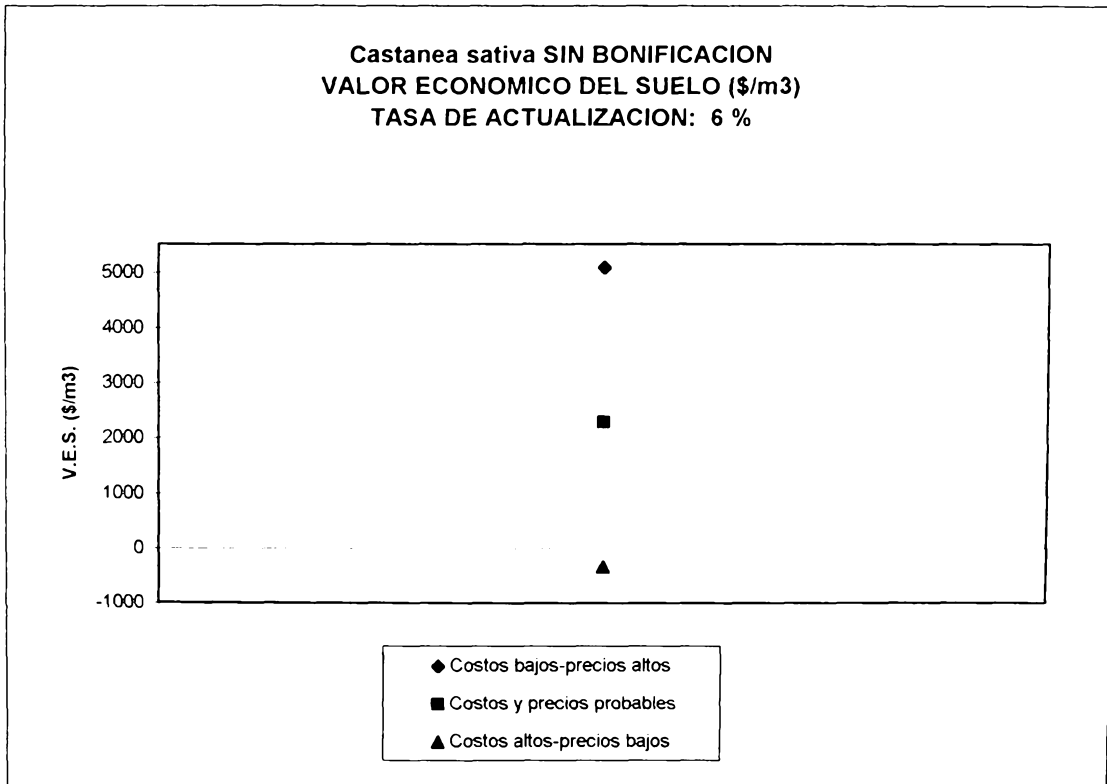 Castanea sativa SIN BONIFICACION
VALOR ECONOMICO DEL SUELO ($/m3)
TASA DE ACTUALIZACION: 6 %
V.E.S. ($/m3)
5000
4000
3000
2000
1000
0
-1000
Costos bajos-precios altos
Costos y precios probables
Costos altos-precios bajos